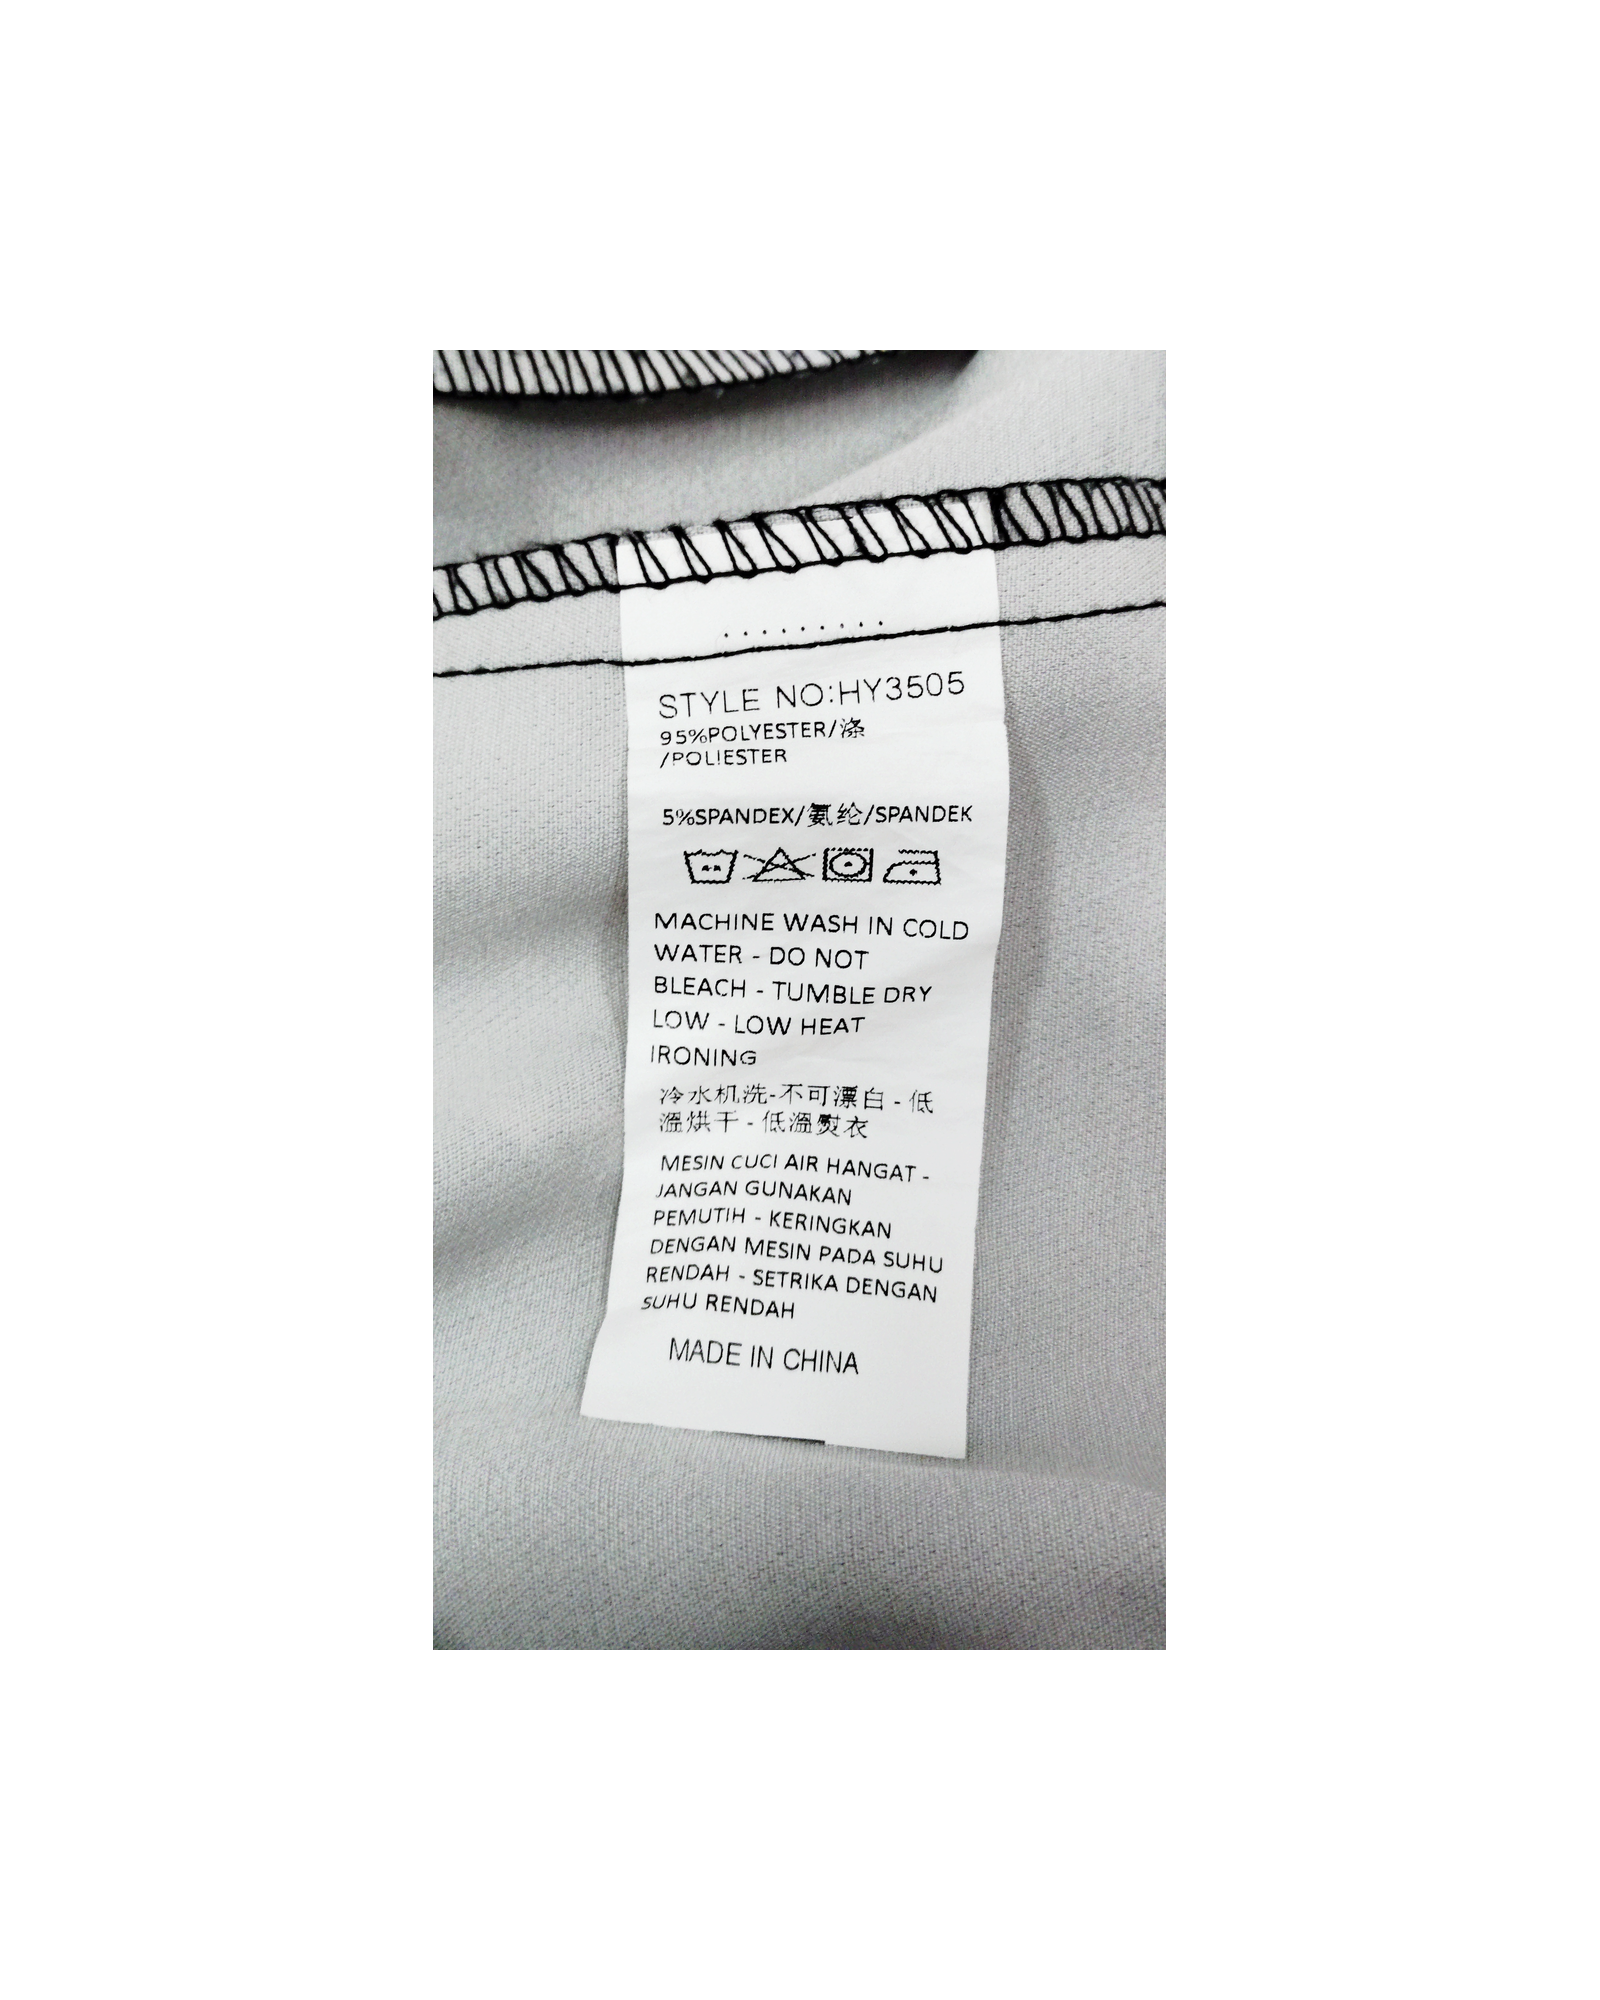 STYLE NO:HY3505
95%POLYESTER/涤
/POLIESTER
5%SPANDEX/氨纶/SPANDEK
MACHINE WASH IN COLD
WATER - DO NOT
BLEACH - TUMBLE DRY
LOW - LOW HEAT
IRONING
冷水机洗-不可漂白 - 低
溫烘干 - 低溫熨衣
MESIN CUCI AIR HANGAT -
JANGAN GUNAKAN
PEMUTIH - KERINGKAN
DENGAN MESIN PADA SUHU
RENDAH - SETRIKA DENGAN
SUHU RENDAH
MADE IN CHINA